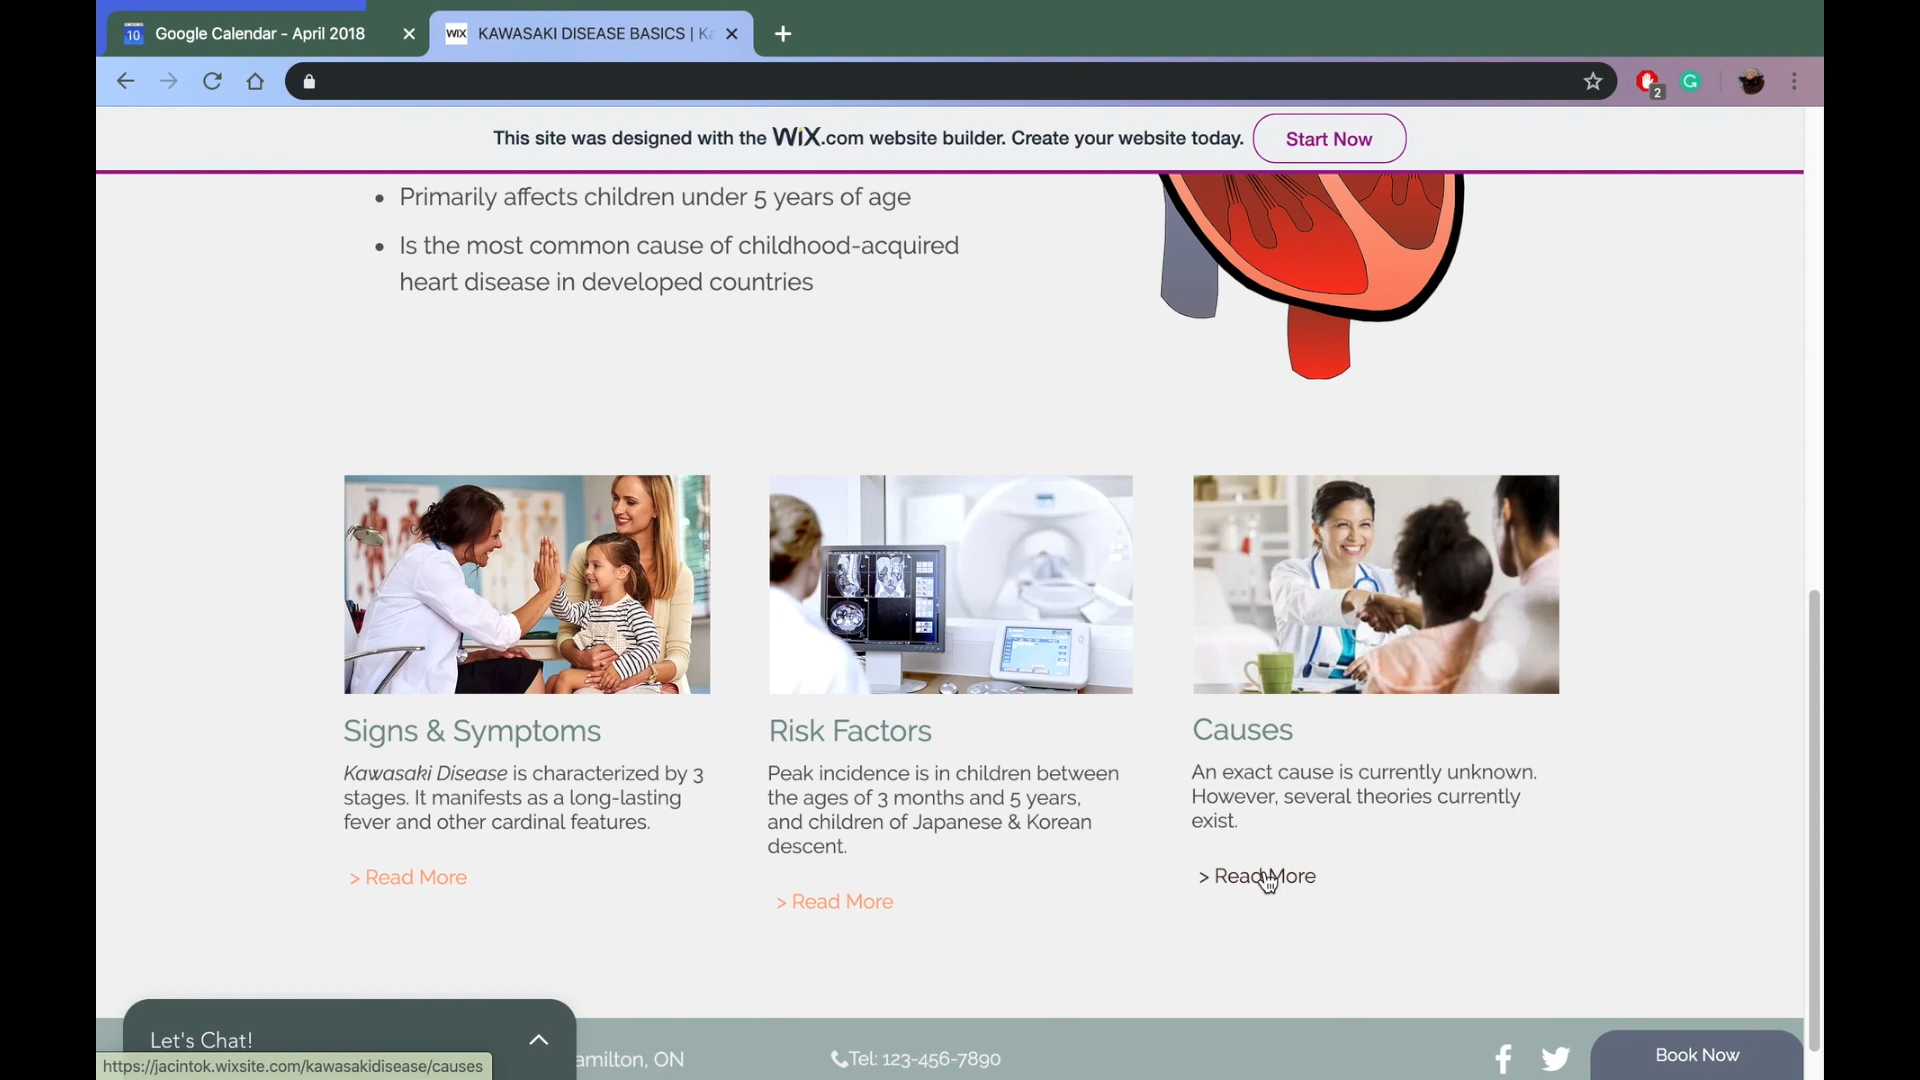 10 Google Calendar - April 2018
WIX KAWASAKI DISEASE BASICS |
2
This site was designed with the WiX.com website builder. Create your website today. Start Now
• Primarily affects children under 5 years of age
• Is the most common cause of childhood-acquired
heart disease in developed countries
Signs & Symptoms
Kawasaki Disease is characterized by 3
stages. It manifests as a long-lasting
fever and other cardinal features.
> Read More
Risk Factors
Peak incidence is in children between
the ages of 3 months and 5 years,
and children of Japanese & Korean
descent.
> Read More
Causes
An exact cause is currently unknown.
However, several theories currently
exist.
> Read More
Let's Chat!
https://jacintok.wixsite.com/kawasakidisease/causes
amilton, ON
Tel: 123-456-7890
Book Now